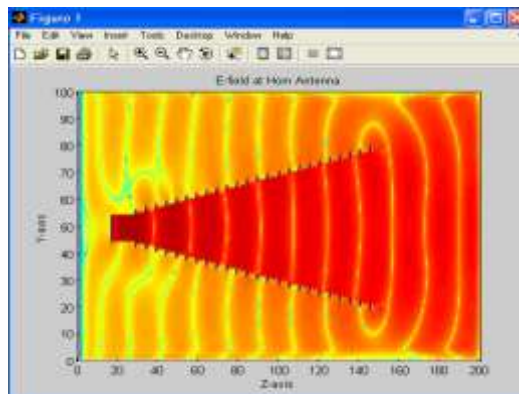 Figure 1
File Edit View Insert Tools Desktop Window Help
E-field at Horn Antenna
100
90
80
70
60
50
40
30
20
10
0
Y-axis
0 20 40 60 80 100 120 140 160 180 200
Z-axis